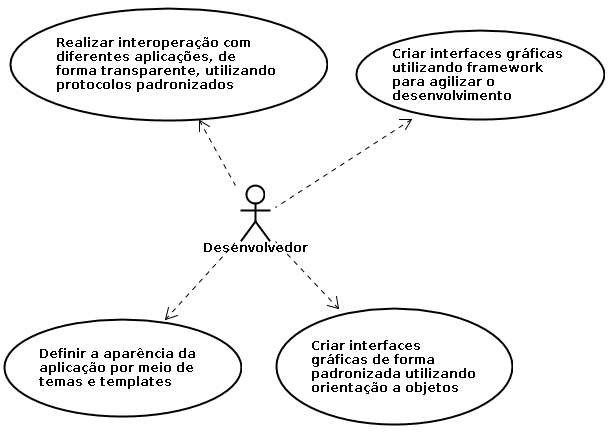 Realizar interoperação com
diferentes aplicações, de
forma transparente, utilizando
protocolos padronizados
Criar interfaces gráficas
utilizando framework
para agilizar o
desenvolvimento
Desenvolvedor
Definir a aparência da
aplicação por meio de
temas e templates
Criar interfaces
gráficas de forma
padronizada utilizando
orientação a objetos